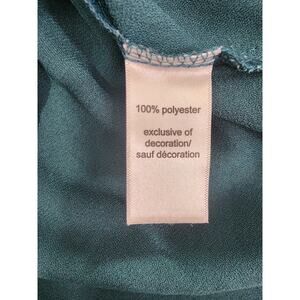 100% polyester
exclusive of
decoration/
sauf décoration